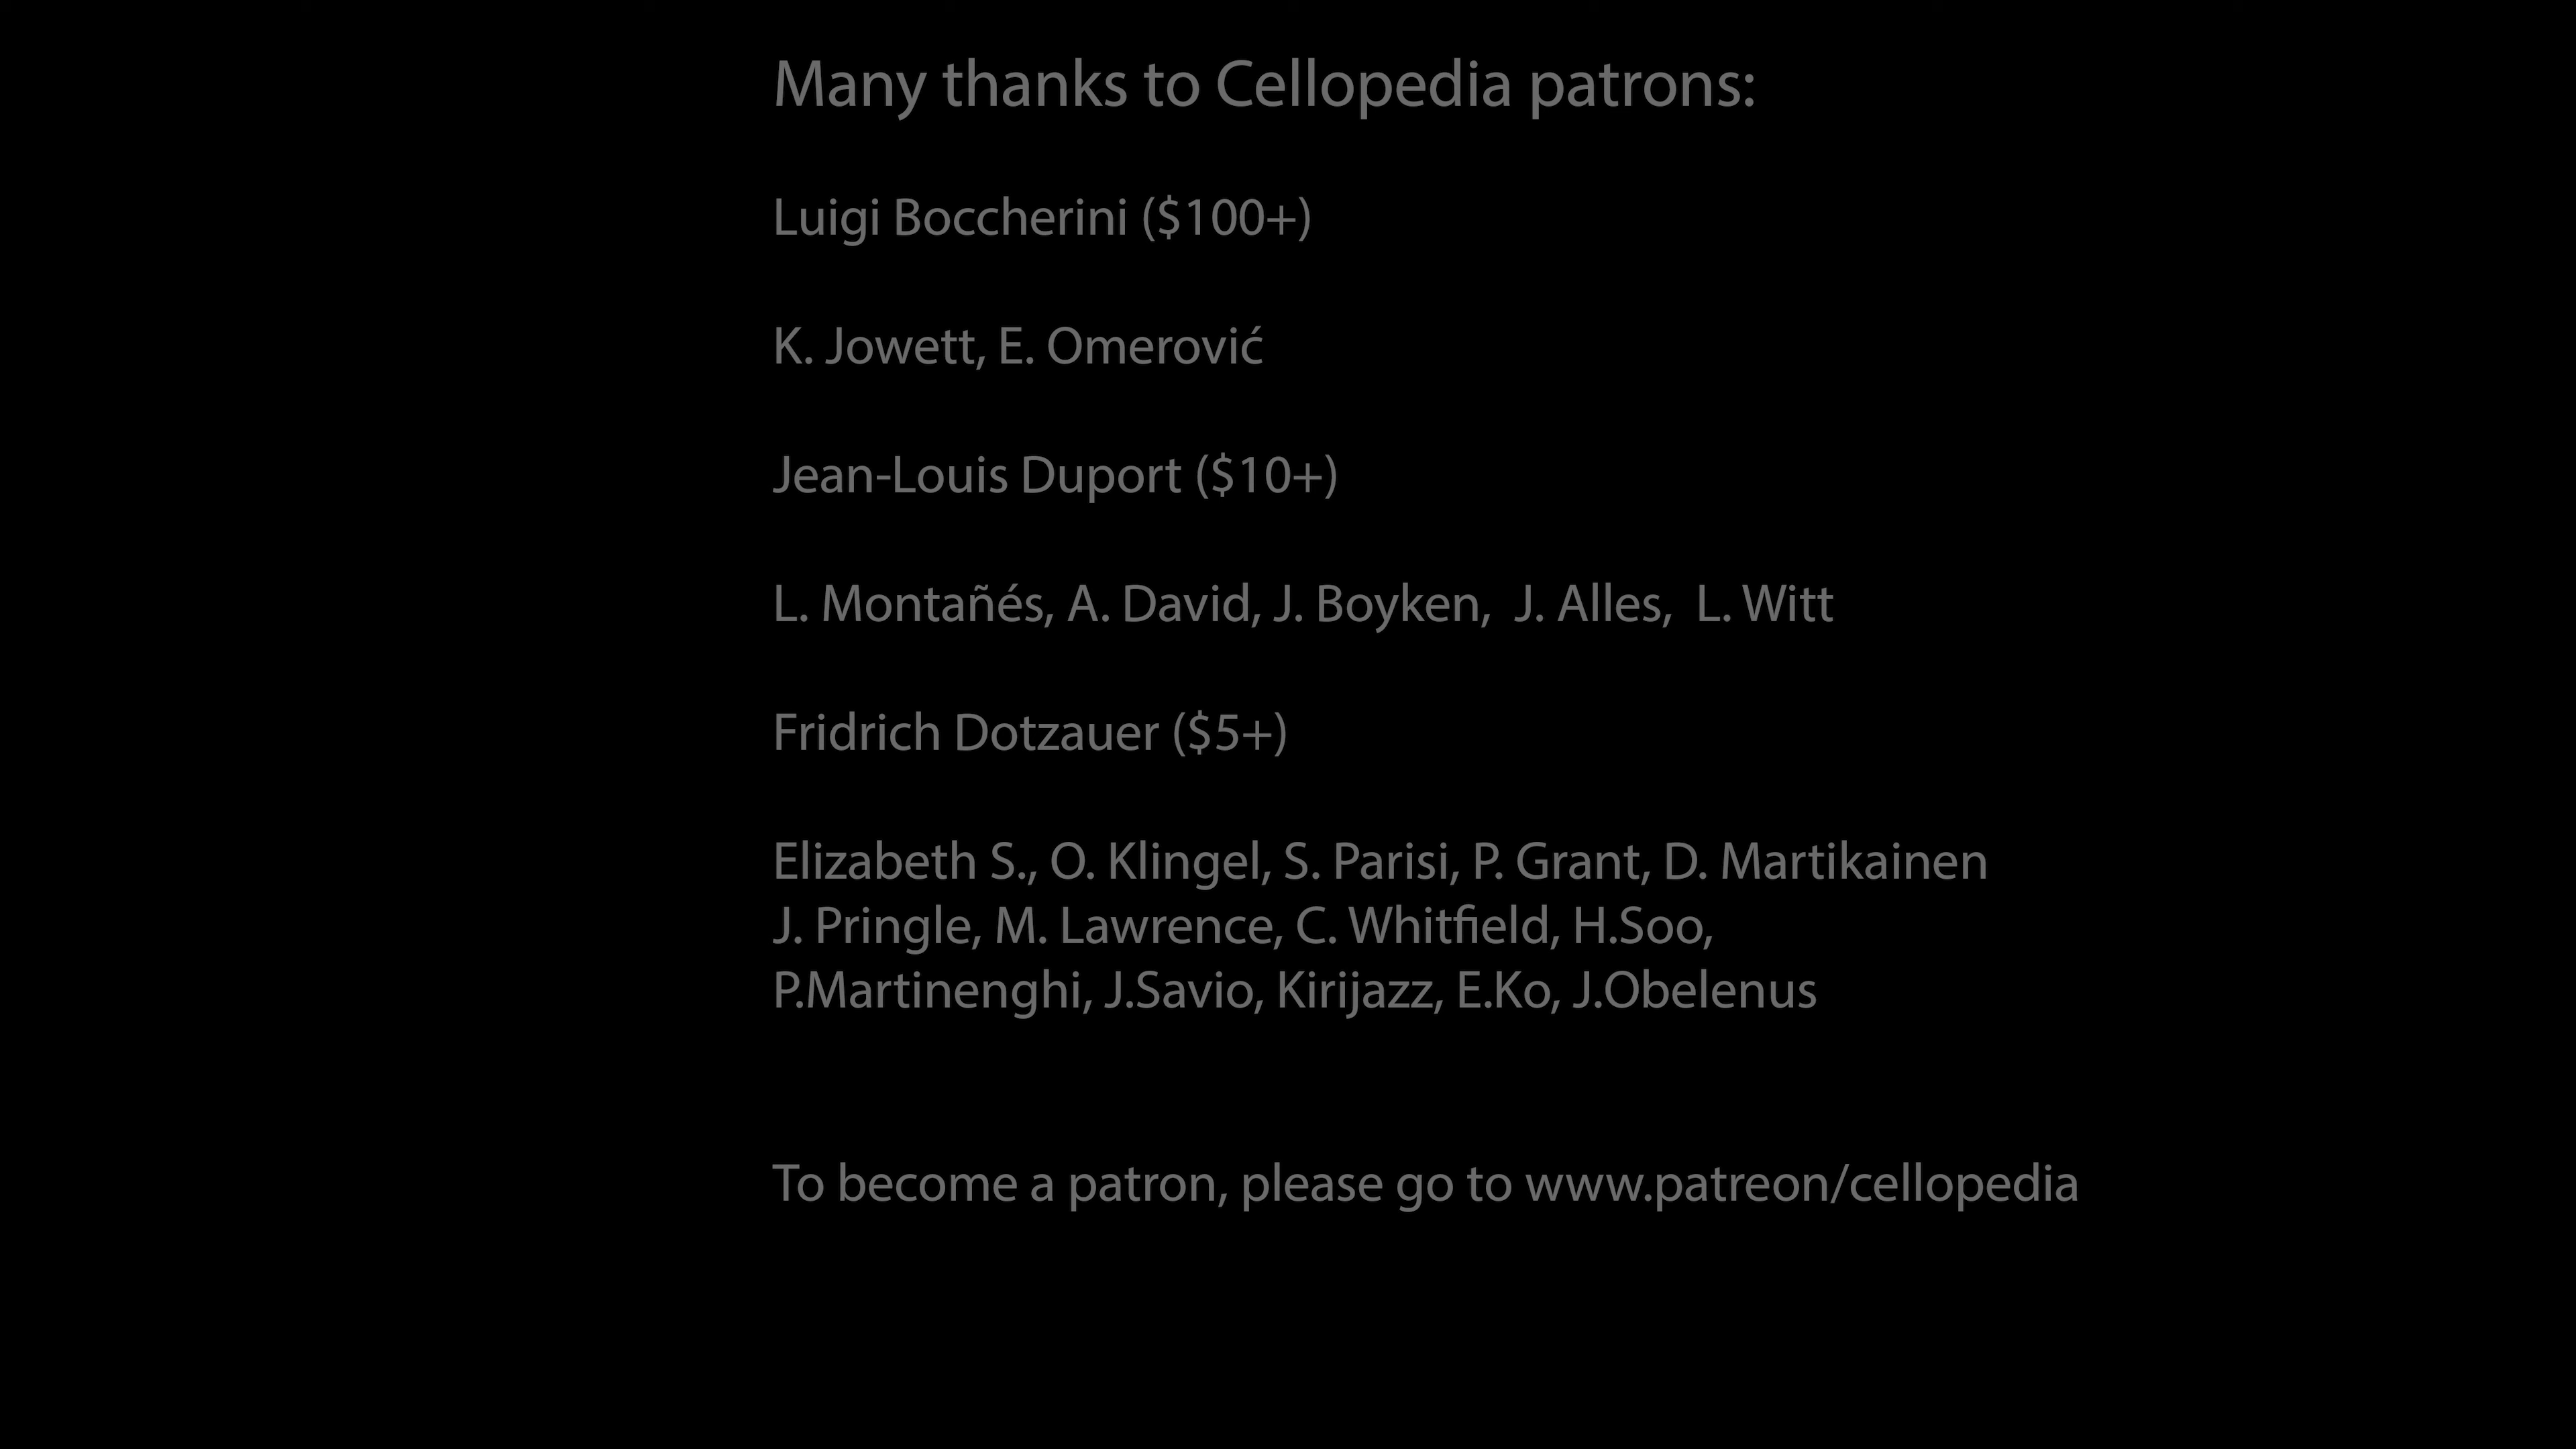 Many thanks to Cellopedia patrons:
Luigi Boccherini ($100+)
K. Jowett, E. Omerović
Jean-Louis Duport ($10+)
L. Montañés, A. David, J. Boyken,  J. Alles,  L. Witt
Fridrich Dotzauer ($5+)
Elizabeth S., O. Klingel, S. Parisi, P. Grant, D. Martikainen
J. Pringle, M. Lawrence, C. Whitfield, H.Soo,
P.Martinenghi, J.Savio, Kirijazz, E.Ko, J.Obelenus
To become a patron, please go to www.patreon/cellopedia